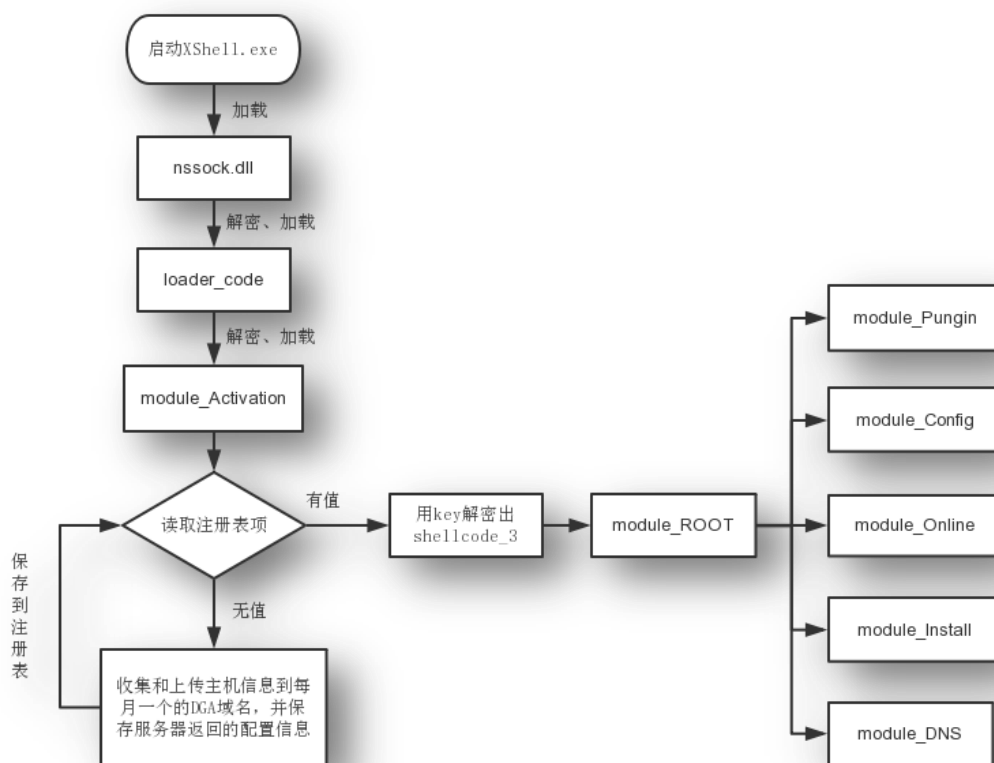 启动XShell.exe
加载
nssock.dll
解密、加载
loader_code
解密、加载
module_Activation
读取注册表项
有值
用key解密出
shellcode_3
module_ROOT
module_Pungin
module_Config
module_Online
module_Install
module_DNS
无值
保存到注册表
收集和上传主机信息到每
月一个的DGA域名，并保
存服务器返回的配置信息